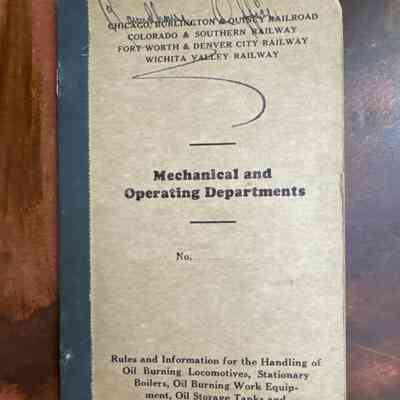 CHICAGO, BURLINGTON & QUINCY RAILROAD
COLORADO & SOUTHERN RAILWAY
FORT WORTH & DENVER CITY RAILWAY
WICHITA VALLEY RAILWAY
Mechanical and
Operating Departments
No.
Rules and Information for the Handling of
Oil Burning Locomotives, Stationary
Boilers, Oil Burning Work Equip-
ment, Oil Storage Tanks and